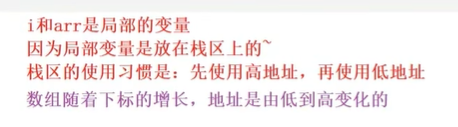 i和arr是局部的变量
因为局部变量是放在栈区上的~
栈区的使用习惯是：先使用高地址，再使用低地址
数组随着下标的增长，地址是由低到高变化的